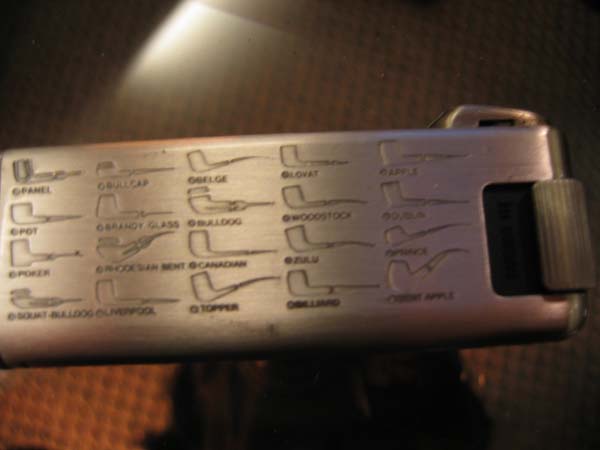 PANEL
BULLCAP
BELGE
LOVAT
APPLE
POT
BRANDY GLASS
BULLDOG
WOODSTOCK
DUBLIN
POKER
RHODESIAN BENT
CANADIAN
ZULU
PRINCE
SQUAT-BULLDOG
LIVERPOOL
TOPPER
BILLIARD
BENT APPLE